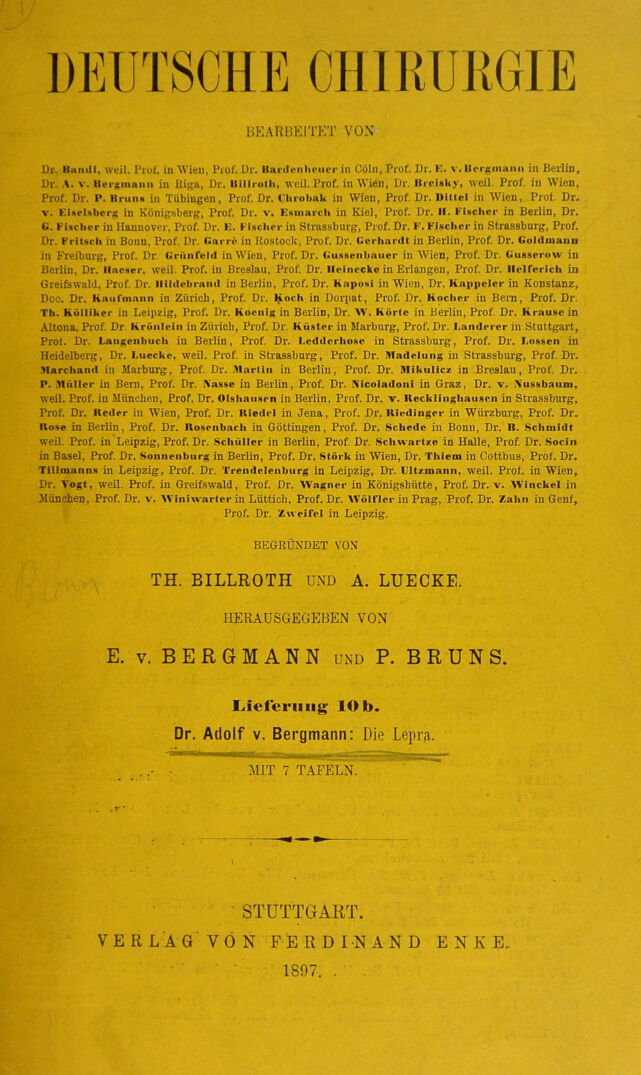 DEUTSCHE CHIRURGIE
BEARBEITET VON
Dr. Bandl, weil. Prof. in Wien, Prof. Dr. Bardenheuer in Cöln, Prof. Dr. E. v. Bergmann in Berlin,
Dr. A. v. Bergmann in Riga, Dr. Billroth, weil. Prof. in Wien, Dr. Breisky, weil. Prof. in Wien,
Prof. Dr. P. Bruns in Tübingen, Prof. Dr. Chrobak in Wien, Prof. Dr. Dittel in Wien, Prof. Dr.
v. Eiselsberg in Königsberg, Prof. Dr. v. Esmarch in Kiel, Prof. Dr. H. Fischer in Berlin, Dr.
G. Fischer in Hannover, Prof. Dr. E. Fischer in Strassburg, Prof. Dr. F. Fischer in Strassburg, Prof.
Dr. Fritsch in Bonn, Prof. Dr. Garrè in Rostock, Prof. Dr. Gerhardt in Berlin, Prof. Dr. Goldmann
in Freiburg, Prof. Dr. Grünfeld in Wien, Prof. Dr. Gussenbauer in Wien, Prof. Dr. Gusserow in
Berlin, Dr. Haeser, weil. Prof. in Breslau, Prof. Dr. Heinecke in Erlangen, Prof. Dr. Helferich in
Greifswald, Prof. Dr. Hildebrand in Berlin, Prof. Dr. Kaposi in Wien, Dr. Kappeler in Konstanz,
Doc. Dr. Kaufmann in Zürich, Prof. Dr. Koch in Dorpat, Prof. Dr. Kocher in Bern, Prof. Dr.
Th. Kölliker in Leipzig, Prof. Dr. Koenig in Berlin, Dr. W. Körte in Berlin, Prof. Dr. Krause in
Altona, Prof. Dr. Krönlein in Zürich, Prof. Dr. Küster in Marburg, Prof. Dr. Landerer in Stuttgart,
Prof. Dr. Langenbuch in Berlin, Prof. Dr. Ledderhose in Strassburg, Prof. Dr. Lossen in
Heidelberg, Dr. Luecke, weil. Prof. in Strassburg, Prof. Dr. Madelung in Strassburg, Prof. Dr.
Marchand in Marburg, Prof. Dr. Martin in Berlin, Prof. Dr. Mikulicz in Breslau, Prof. Dr.
P. Müller in Bern, Prof. Dr. Nasse in Berlin, Prof. Dr. Nicoladoni in Graz, Dr. v. Nussbaum,
weil. Prof. in München, Prof. Dr. Olshausen in Berlin, Prof. Dr. v. Recklinghausen in Strassburg,
Prof. Dr. Reder in Wien, Prof. Dr. Riedel in Jena, Prof. Dr. Riedinger in Würzburg, Prof. Dr.
Rose in Berlin, Prof. Dr. Rosenbach in Göttingen, Prof. Dr. Schede in Bonn, Dr. B. Schmidt
weil. Prof. in Leipzig, Prof. Dr. Schüller in Berlin, Prof. Dr. Schwartze in Halle, Prof. Dr. Socin
in Basel, Prof. Dr. Sonnenburg in Berlin, Prof. Dr. Störk in Wien, Dr. Thiem in Cottbus, Prof. Dr.
Tillmanns in Leipzig, Prof. Dr. Trendelenburg in Leipzig, Dr. Ultzmann, weil. Prof. in Wien,
Dr. Vogt, weil. Prof. in Greifswald, Prof. Dr. Wagner in Königshütte, Prof. Dr. v. Winckel in
München, Prof. Dr. v. Winiwarter in Lüttich, Prof. Dr. Wölfler in Prag, Prof. Dr. Zahn in Genf,
Prof. Dr. Zweifel in Leipzig.
BEGRÜNDET VON
TH. BILLROTH UND A. LUECKE.
HERAUSGEGEBEN VON
E. v. BERGMANN UND P. BRUNS.
Lieferung 10 b.
Dr. Adolf v. Bergmann: Die Lepra.
MIT 7 TAFELN.
STUTTGART.
VERLAG VON FERDINAND ENKE.
1897.